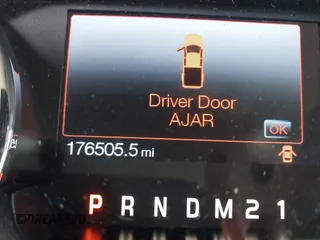 Driver Door
AJAR
OK
176505.5 mi
P R N D M 2 1